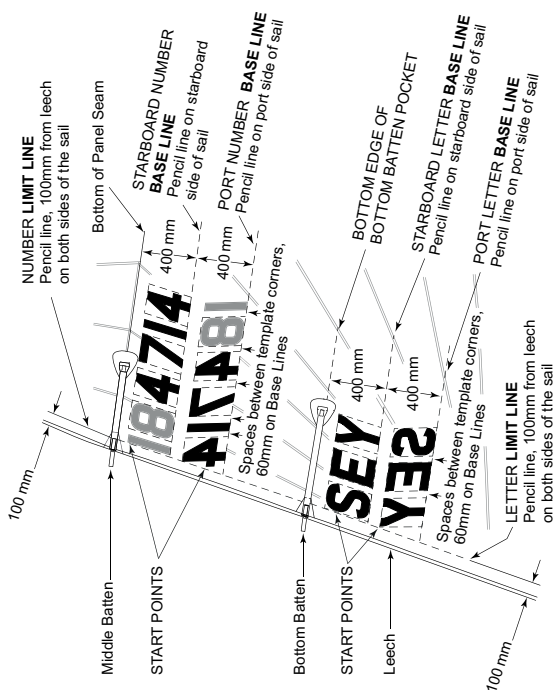 NUMBER LIMIT LINE
Pencil line, 100mm from leech
on both sides of the sail
Bottom of Panel Seam
STARBOARD NUMBER
BASE LINE
Pencil line on starboard
side of sail
PORT NUMBER BASE LINE
Pencil line on port side of sail
400 mm
400 mm
184714
184714
Spaces between template corners,
60mm on Base Lines
100 mm
Middle Batten
START POINTS
BOTTOM EDGE OF
BOTTOM BATTEN POCKET
STARBOARD LETTER BASE LINE
Pencil line on starboard side of sail
PORT LETTER BASE LINE
Pencil line on port side of sail
400 mm
400 mm
SEY
SEY
Spaces between template corners,
60mm on Base Lines
Bottom Batten
START POINTS
Leech
LETTER LIMIT LINE
Pencil line, 100mm from leech
on both sides of the sail
100 mm